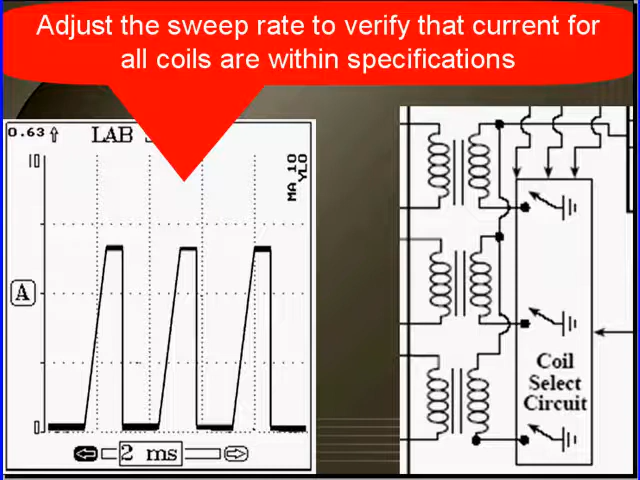 Adjust the sweep rate to verify that current for
all coils are within specifications
0.63
LAB
10
MA 10
YLO
A
0
2 ms
Coil
Select
Circuit